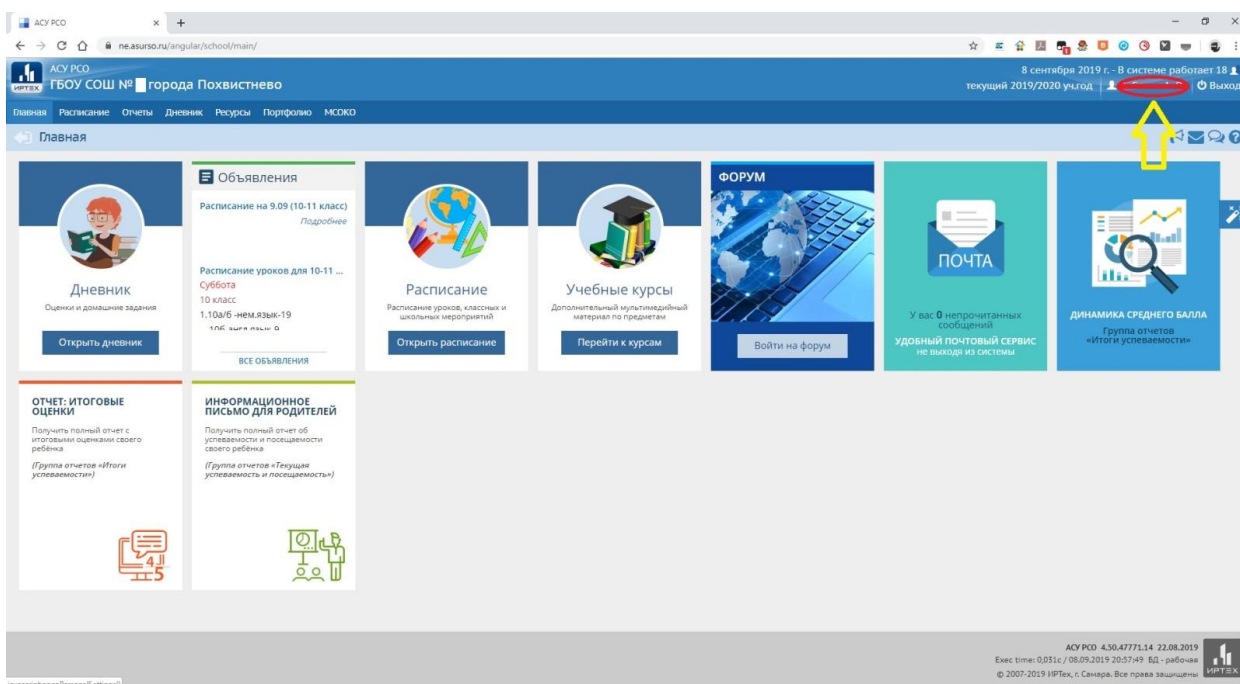 АСУ РСО
ne.asurso.ru/angular/school/main/
АСУ РСО
ГБОУ СОШ № города Похвистнево
ИРТЕХ
8 сентября 2019 г. - В системе работает 18
текущий 2019/2020 уч.год
Выход
Главная Расписание Отчеты Дневник Ресурсы Портфолио МСОКО
Главная
Дневник
Оценки и домашние задания
Открыть дневник
Объявления
Расписание на 9.09 (10-11 класс)
Подробнее
Расписание уроков для 10-11 ...
Суббота
10 класс
1.10а/б -нем.язык-19
ВСЕ ОБЪЯВЛЕНИЯ
Расписание
Расписание уроков, классных и
школьных мероприятий
Открыть расписание
Учебные курсы
Дополнительный мультимедийный
материал по предметам
Перейти к курсам
ФОРУМ
Войти на форум
ПОЧТА
У вас 0 непрочитанных
сообщений
УДОБНЫЙ ПОЧТОВЫЙ СЕРВИС
не выходя из системы
ДИНАМИКА СРЕДНЕГО БАЛЛА
Группа отчетов
«Итоги успеваемости»
ОТЧЕТ: ИТОГОВЫЕ
ОЦЕНКИ
Получить полный отчет с
итоговыми оценками своего
ребёнка
(Группа отчетов «Итоги
успеваемости»)
4
5
ИНФОРМАЦИОННОЕ
ПИСЬМО ДЛЯ РОДИТЕЛЕЙ
Получить полный отчет об
успеваемости и посещаемости
своего ребёнка
(Группа отчетов «Текущая
успеваемость и посещаемость»)
АСУ РСО 4.50.47771.14 22.08.2019
Exec time: 0,031с / 08.09.2019 20:57:49 БД - рабочая
© 2007-2019 ИРТех, г. Самара. Все права защищены
ИРТЕХ